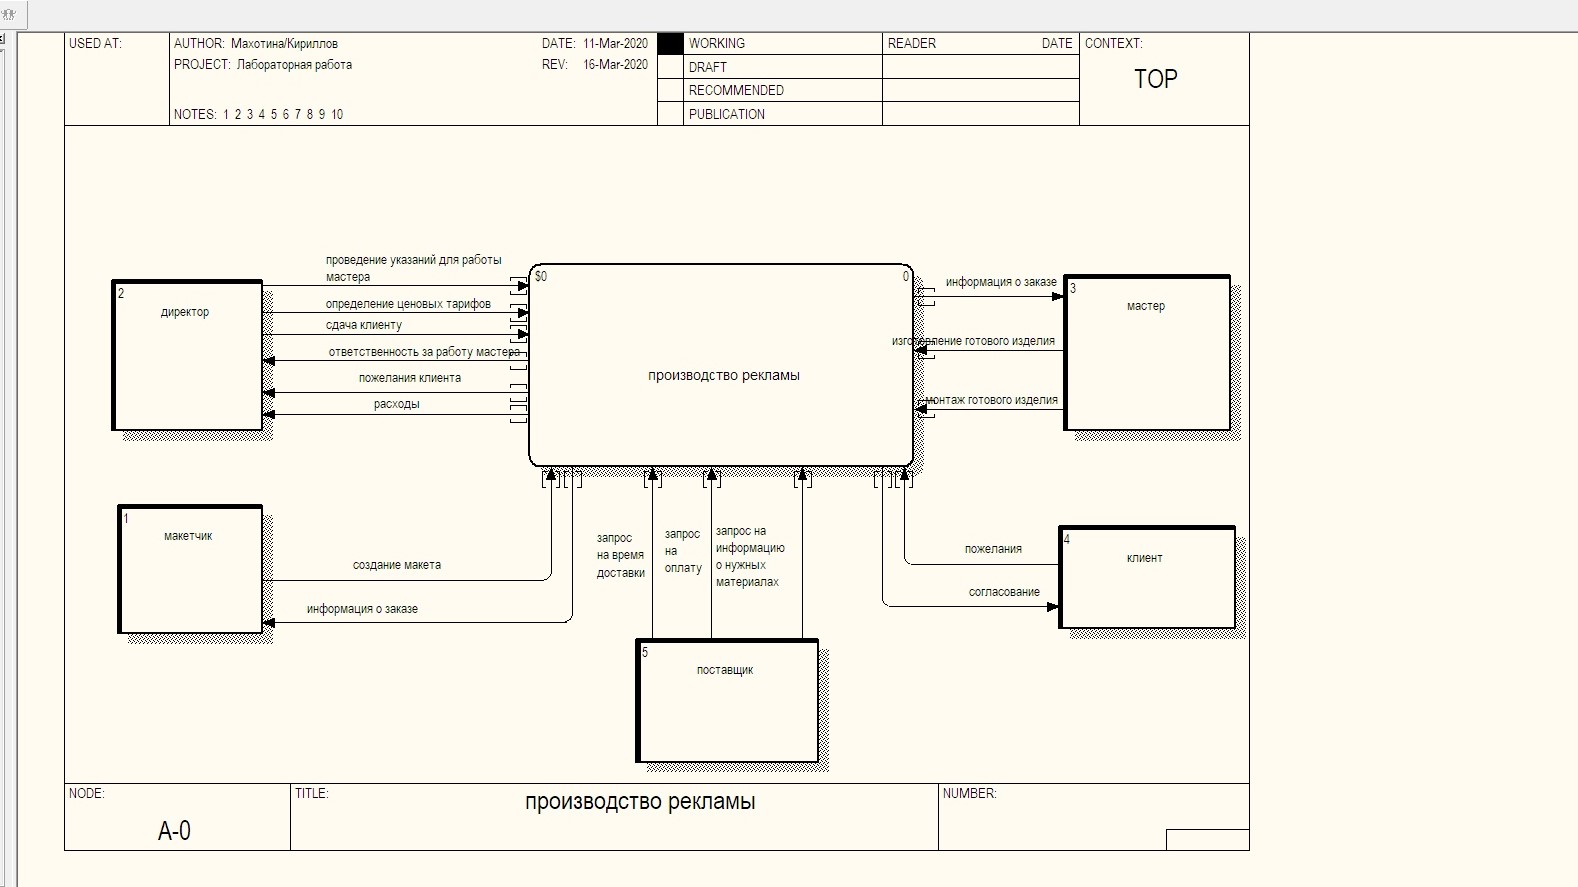 USED AT:
AUTHOR: Махотина/Кириллов
DATE: 11-Mar-2020
PROJECT: Лабораторная работа
REV: 16-Mar-2020
NOTES: 1 2 3 4 5 6 7 8 9 10
WORKING
DRAFT
RECOMMENDED
PUBLICATION
READER
DATE
CONTEXT:
TOP
2
директор
проведение указаний для работы
мастера
определение ценовых тарифов
сдача клиенту
ответственность за работу мастера
пожелания клиента
расходы
$0
0
производство рекламы
информация о заказе
изготовление готового изделия
монтаж готового изделия
3
мастер
1
макетчик
создание макета
информация о заказе
запрос
на время
доставки
запрос
на
оплату
запрос на
информацию
о нужных
материалах
пожелания
согласование
4
клиент
5
поставщик
NODE:
A-0
TITLE:
производство рекламы
NUMBER: